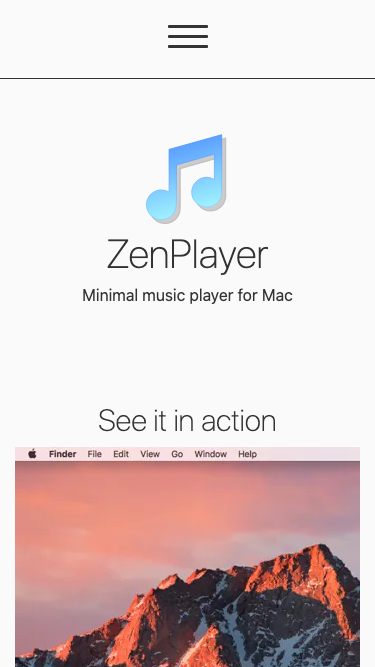 ZenPlayer
Minimal music player for Mac
See it in action
Finder File Edit View Go Window Help